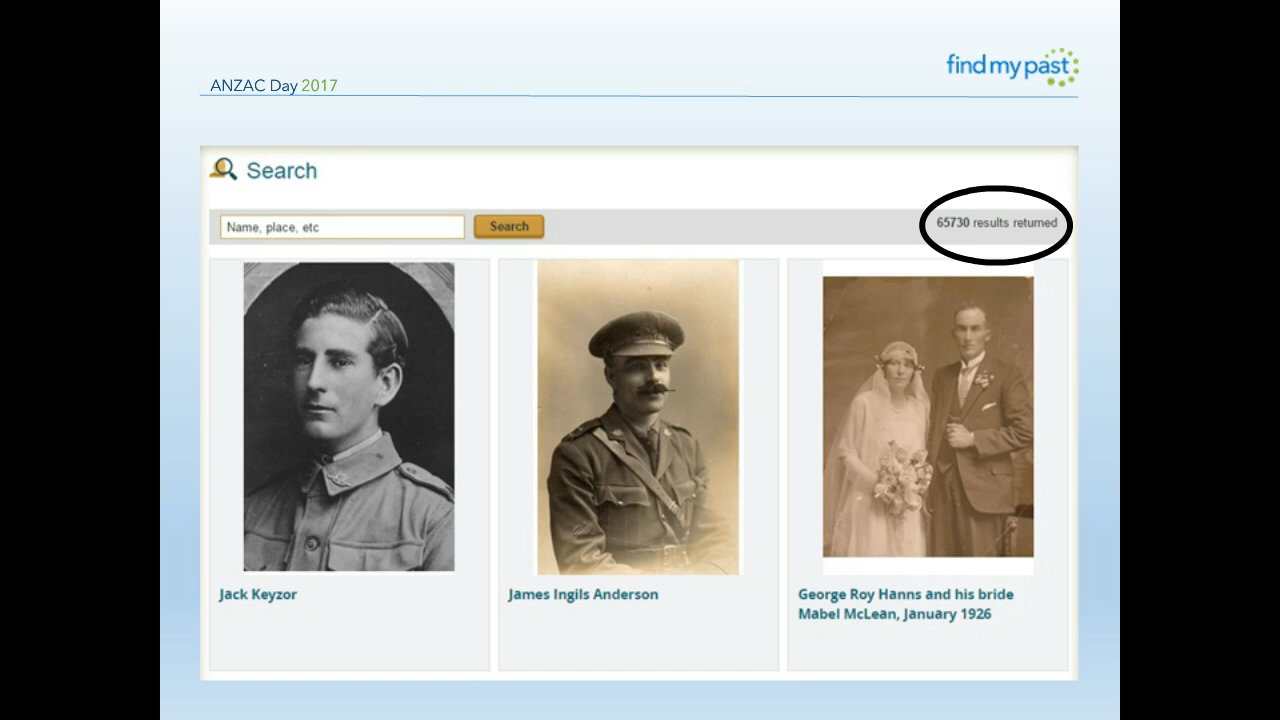 ANZAC Day 2017
findmypast
Search
Name, place, etc
Search
65730 results returned
Jack Keyzor
James Ingils Anderson
George Roy Hanns and his bride
Mabel McLean, January 1926